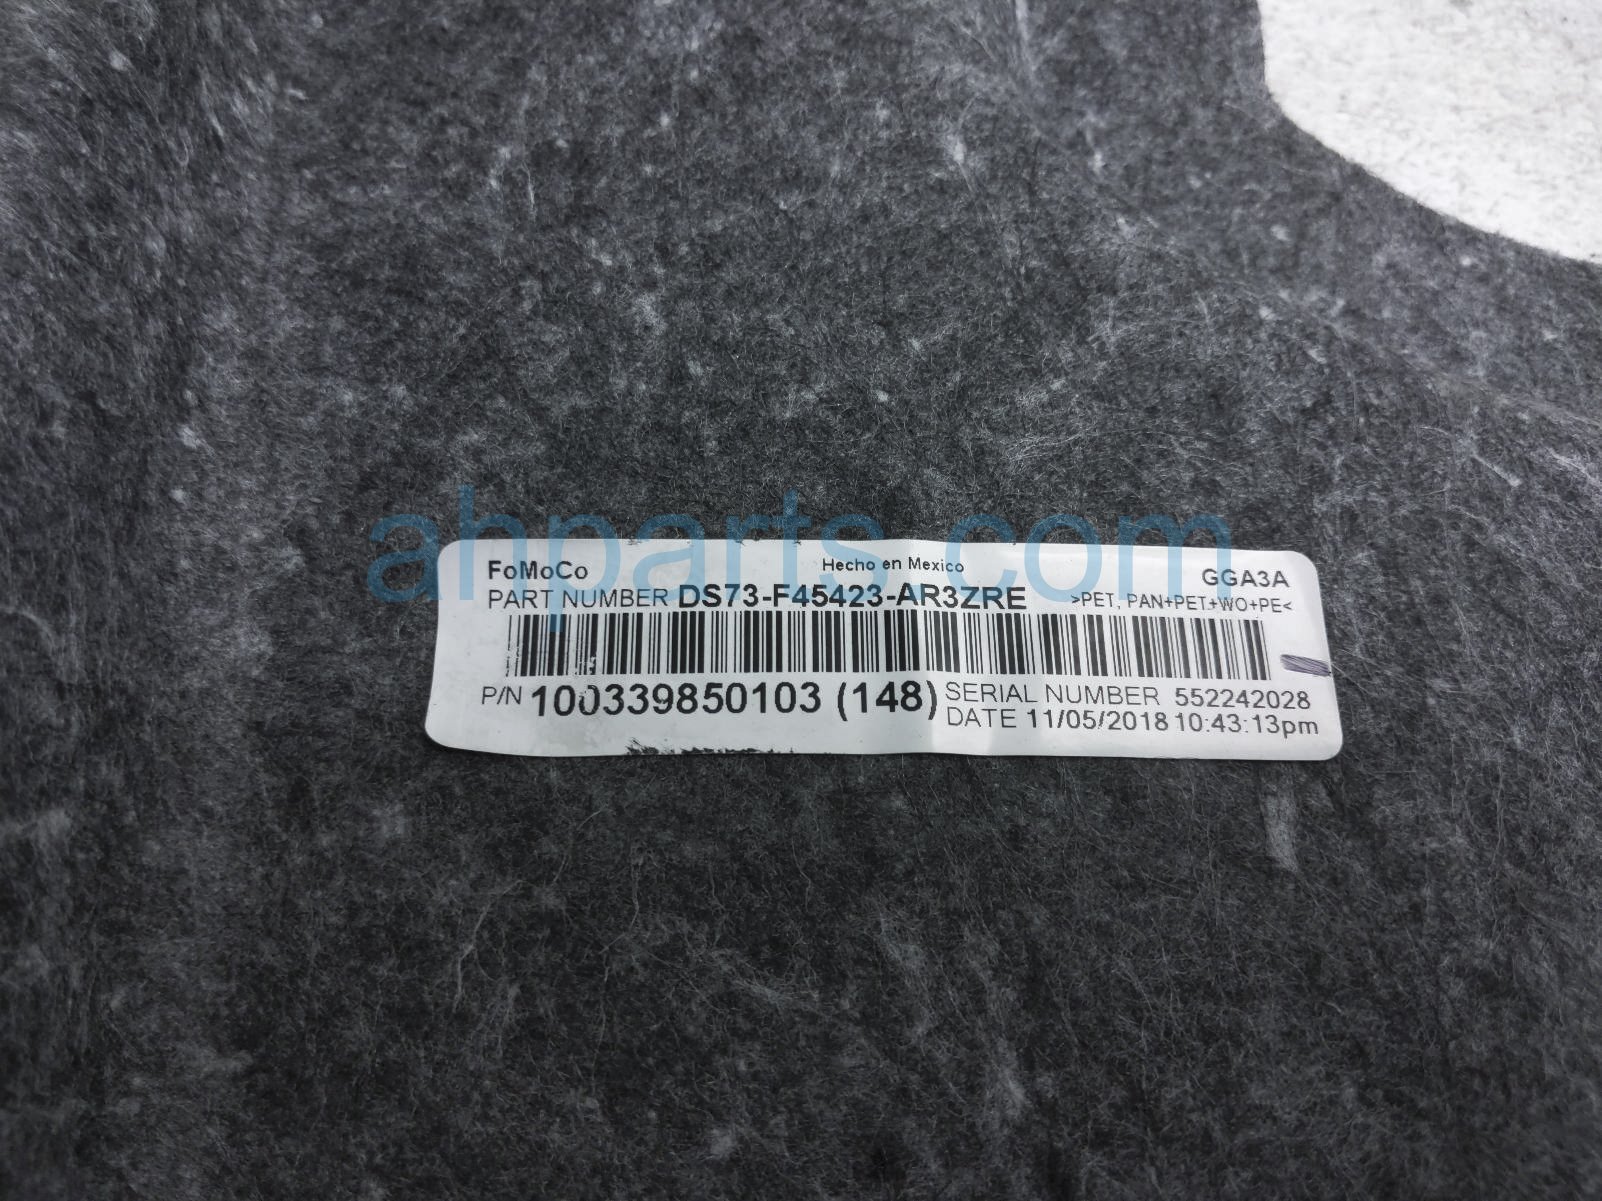 ahparts.com
FoMoCo
Hecho en Mexico
GGA3A
PART NUMBER DS73-F45423-AR3ZRE
>PET, PAN+PET+WO+PE<
P/N 100339850103 (148)
SERIAL NUMBER 552242028
DATE 11/05/2018 10:43:13pm